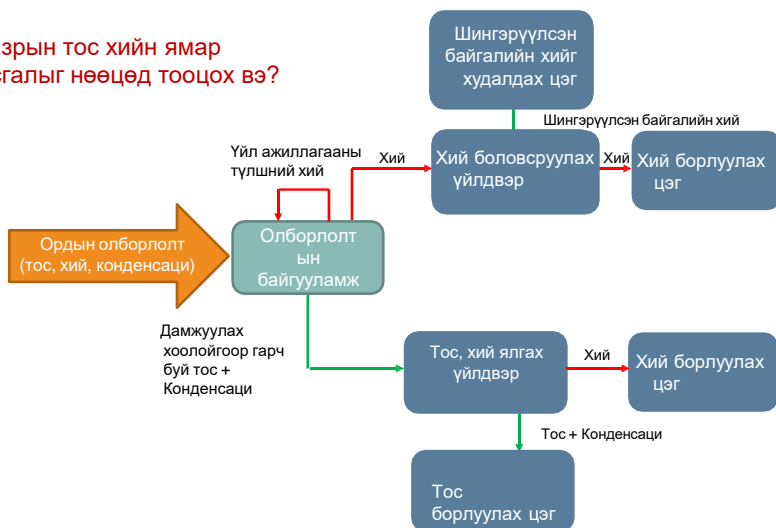 зрын тос хийн ямар
сгалыг нөөцөд тооцох вэ?
Шингэрүүлсэн
байгалийн хийг
худалдах цэг
Шингэрүүлсэн байгалийн хий
Үйл ажиллагааны
түлшний хий
Хий
Хий боловсруулах
үйлдвэр
Хий
Хий борлуулах
цэг
Ордын олборлолт
(тос, хий, конденсаци)
Олборлолт
ын
байгууламж
Дамжуулах
хоолойгоор гарч
буй тос +
Конденсаци
Тос, хий ялгах
үйлдвэр
Хий
Хий борлуулах
цэг
Тос + Конденсаци
Тос
борлуулах цэг